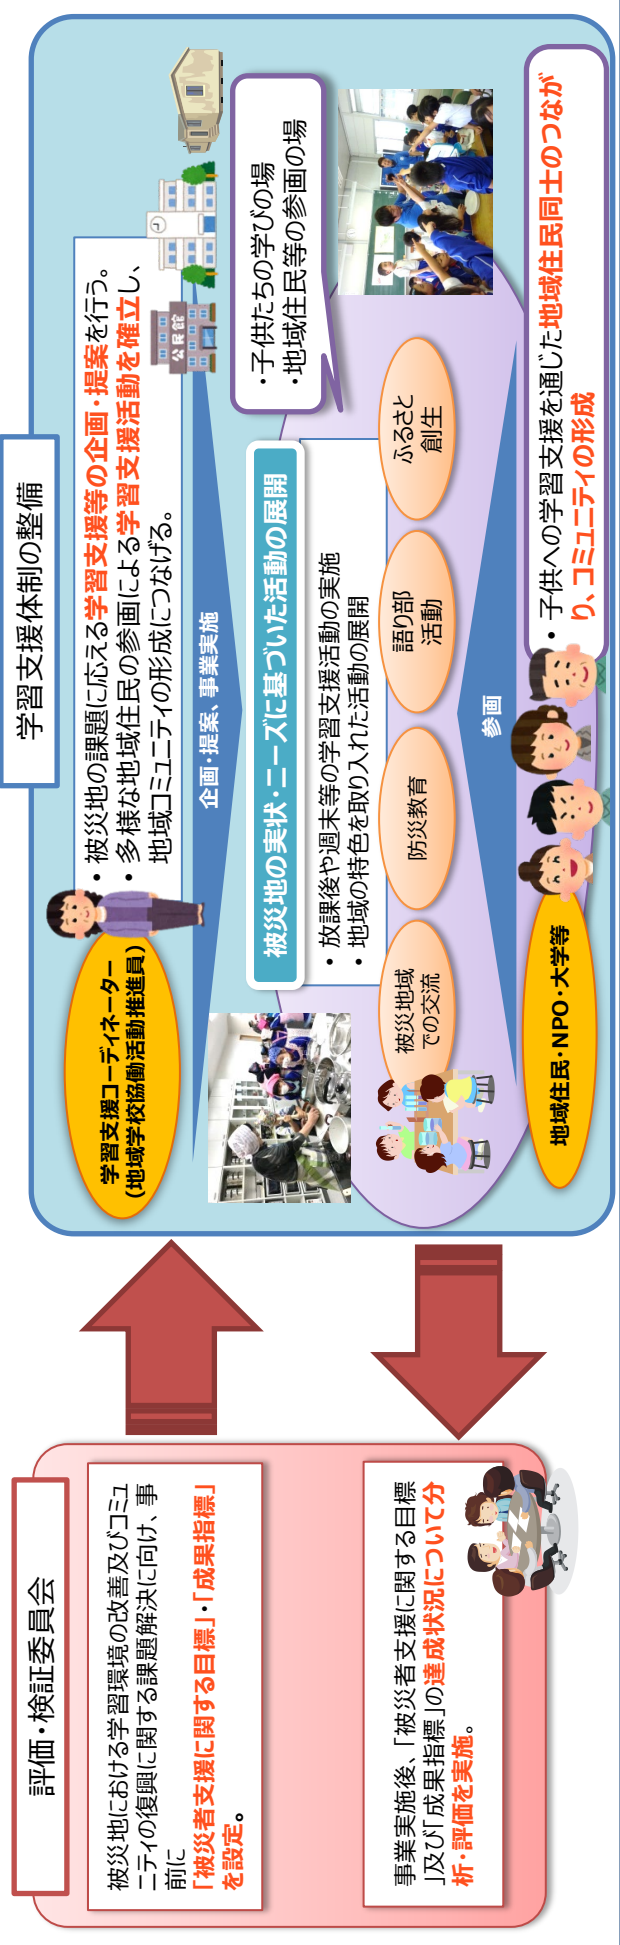 評価・検証委員会
被災地における学習環境の改善及びコミュ
ニティの復興に関する課題解決に向け、事
前に
「被災者支援に関する目標」・「成果指標」
を設定。
事業実施後、「被災者支援に関する目標
」及び「成果指標」の達成状況について分
析・評価を実施。
学習支援体制の整備
学習支援コーディネーター
(地域学校協働活動推進員)
・被災地の課題に応える学習支援等の企画・提案を行う。
・多様な地域住民の参画による学習支援活動を確立し、
地域コミュニティの形成につなげる。
公民館
企画・提案、事業実施
被災地の実状・ニーズに基づいた活動の展開
・放課後や週末等の学習支援活動の実施
・地域の特色を取り入れた活動の展開
・子供たちの学びの場
・地域住民等の参画の場
被災地域
での交流
防災教育
語り部
活動
ふるさと
創生
参画
地域住民・NPO・大学等
・子供への学習支援を通じた地域住民同士のつなが
り、コミュニティの形成